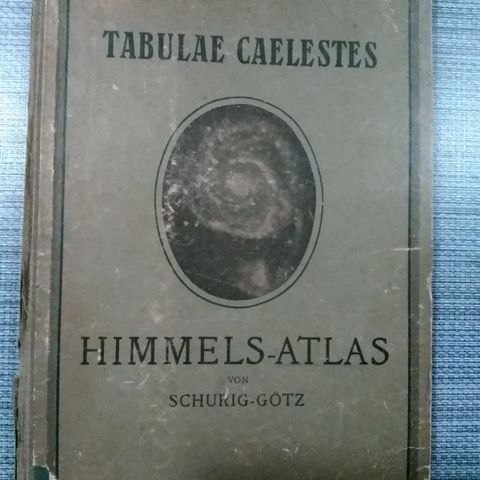 TABULAE CAELESTES
HIMMELS-ATLAS
VON
SCHURIG-GÖTZ